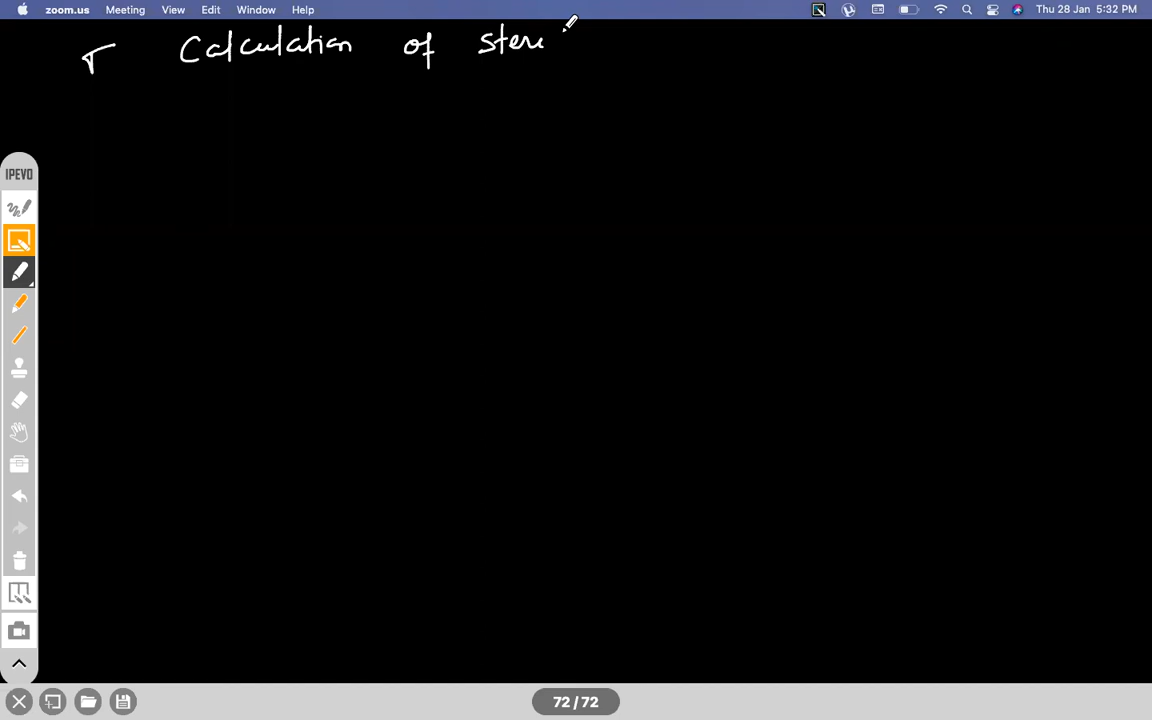 zoom.us Meeting View Edit Window Help Thu 28 Jan 5:32 PM
Calculation of stere
IPEVO
72 / 72